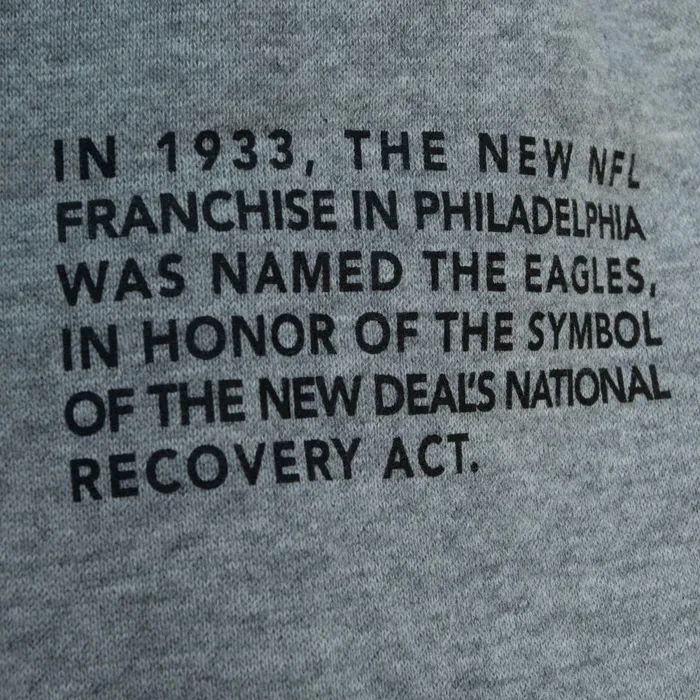 IN 1933, THE NEW NFL
FRANCHISE IN PHILADELPHIA
WAS NAMED THE EAGLES,
IN HONOR OF THE SYMBOL
OF THE NEW DEAL'S NATIONAL
RECOVERY ACT.